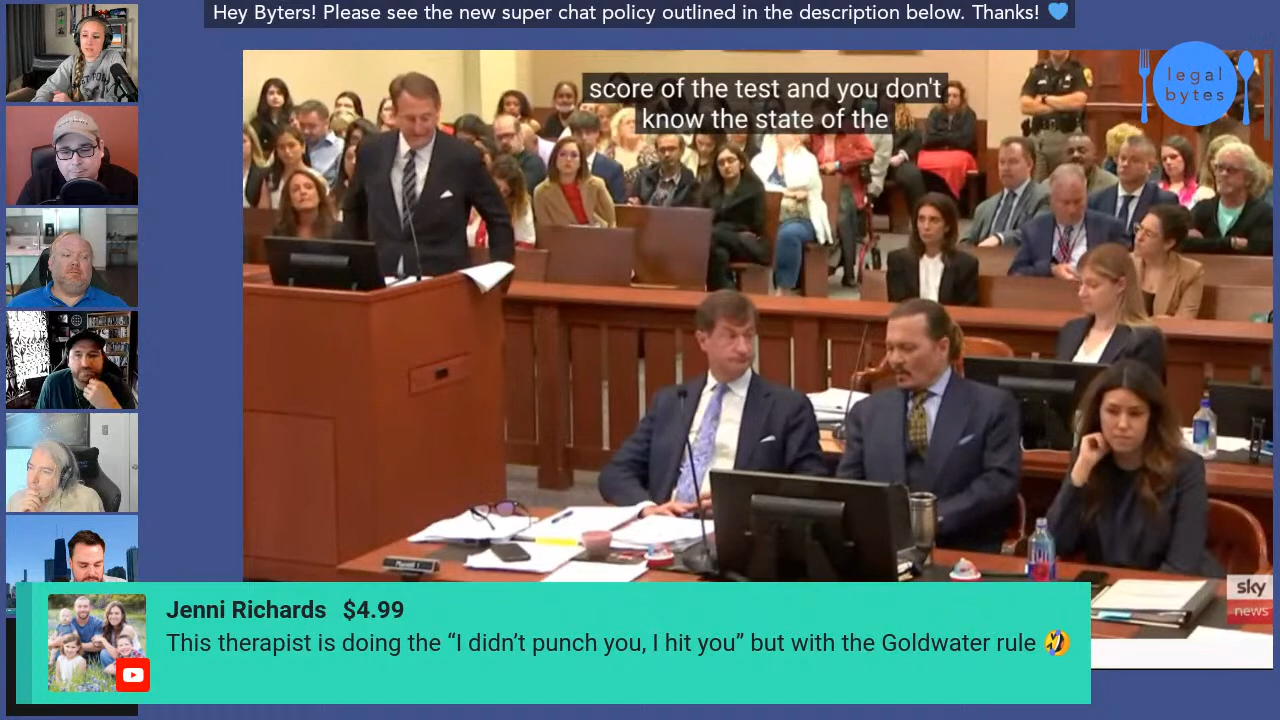 Hey Byters! Please see the new super chat policy outlined in the description below. Thanks! 💙
legal
bytes
score of the test and you don't
know the state of the
sky
news
Jenni Richards $4.99
This therapist is doing the “I didn’t punch you, I hit you” but with the Goldwater rule 🤣